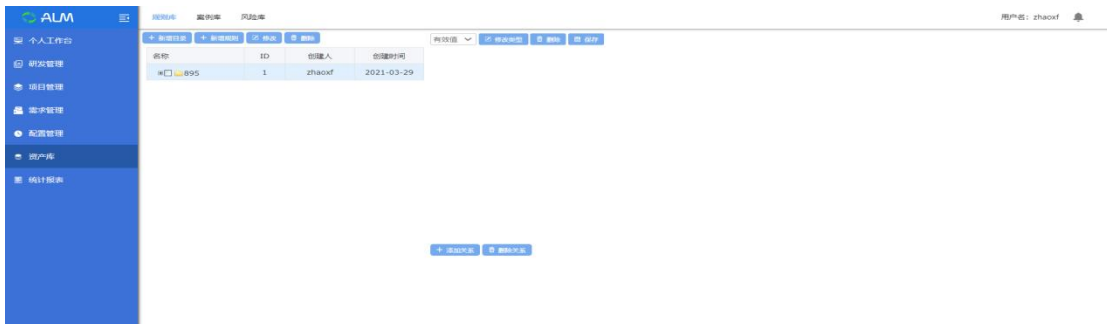 ALM
规则库 案例库 风险库
用户名: zhaoxf
个人工作台
研发管理
项目管理
需求管理
配置管理
资产库
统计报表
+ 新增目录 + 新增规则 修改 删除
名称 ID 创建人 创建时间
895 1 zhaoxf 2021-03-29
有效值 修改类型 删除 保存
+ 添加关系 删除关系